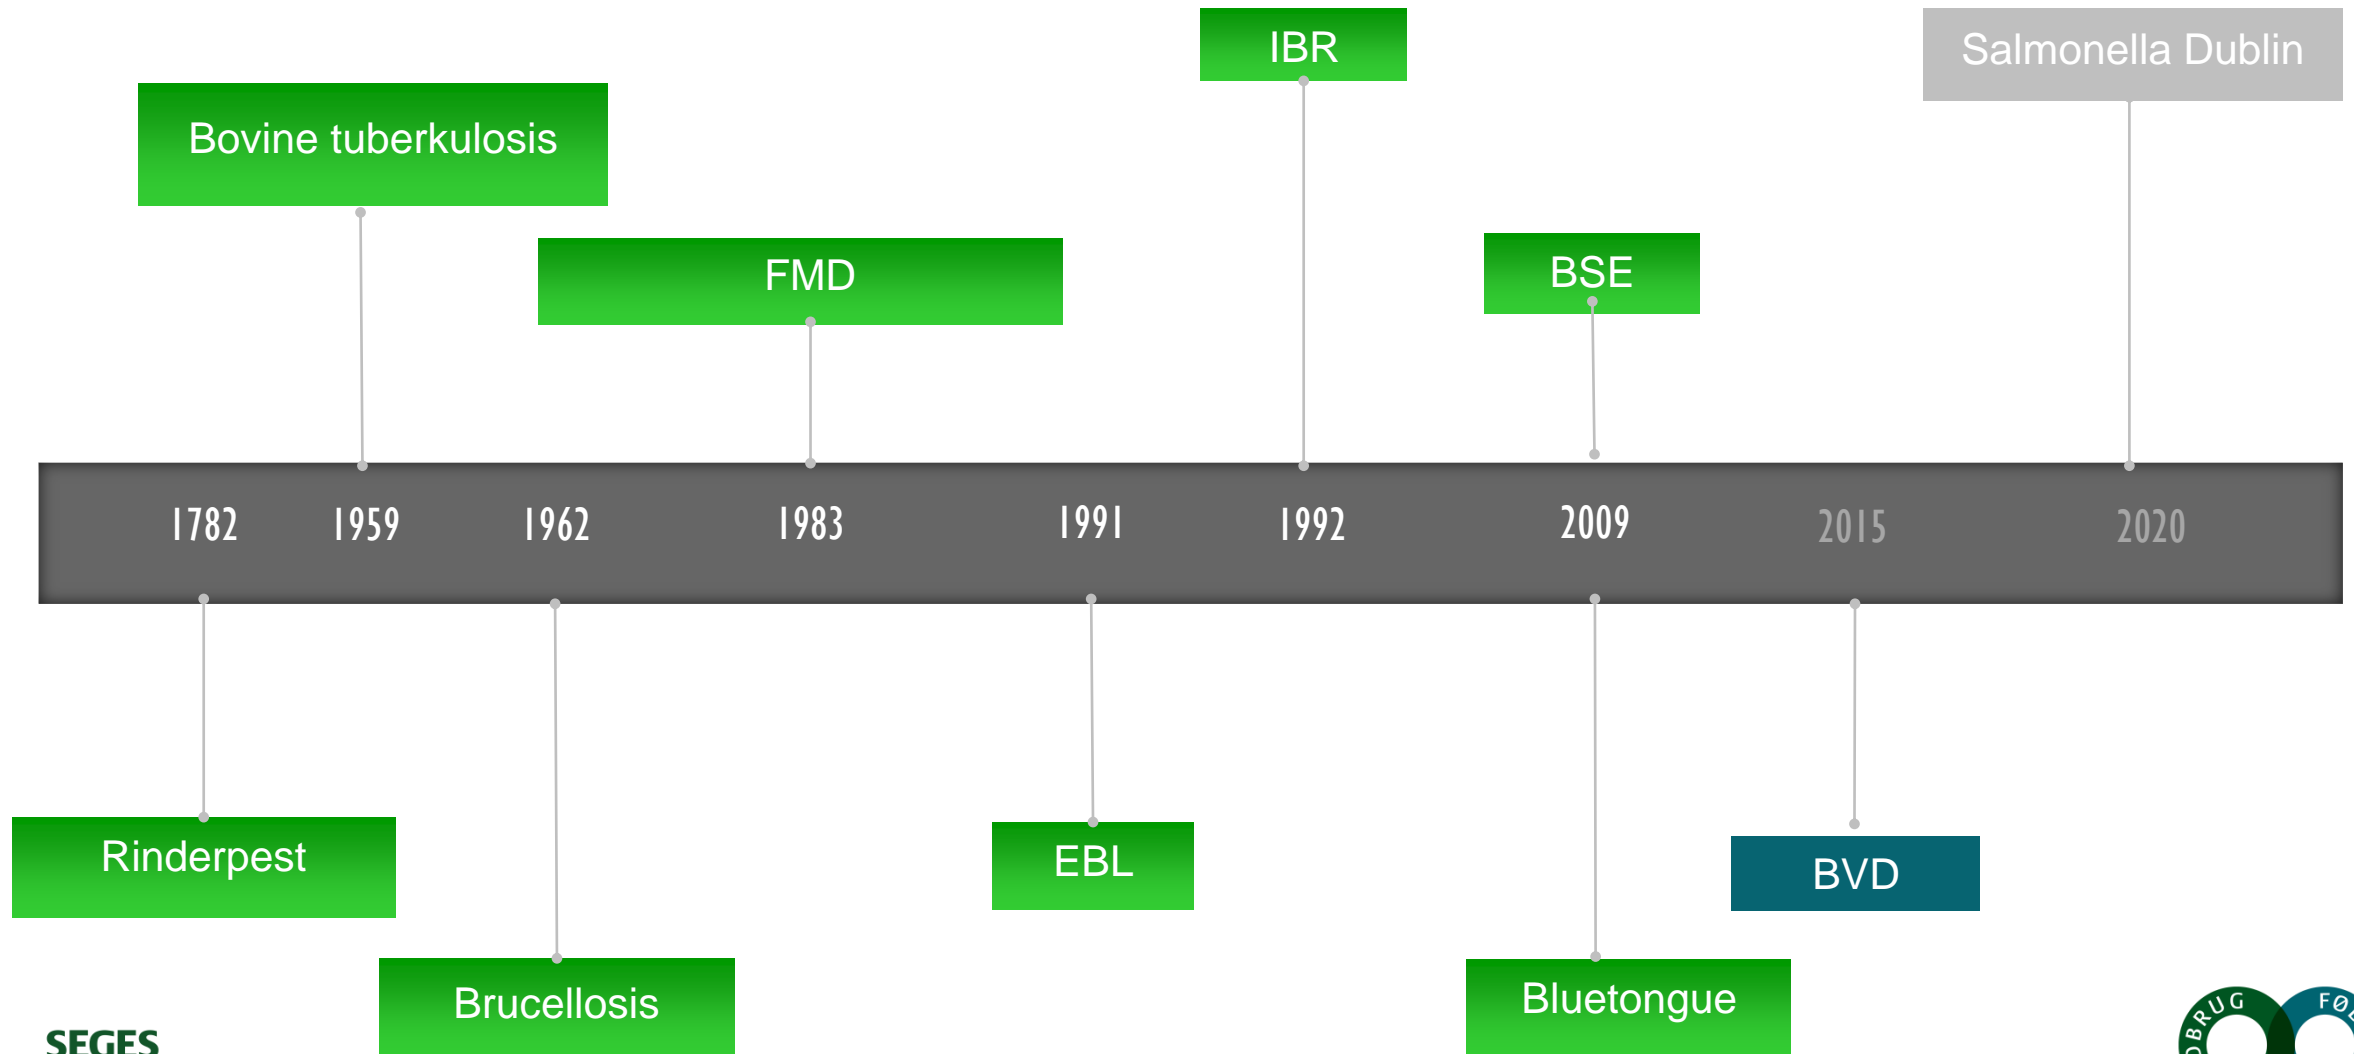 IBR
Salmonella Dublin
Bovine tuberkulosis
FMD
BSE
1782 1959 1962 1983 1991 1992 2009 2015 2020
Rinderpest
EBL
BVD
Brucellosis
Bluetongue
SEGES